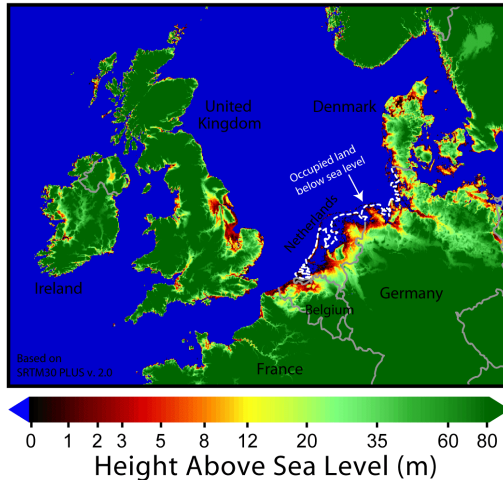 United
Kingdom
Denmark
Occupied land
below sea level
Netherlands
Ireland
Germany
Belgium
France
Based on
SRTM30 PLUS v. 2.0
0 1 2 3 5 8 12 20 35 60 80
Height Above Sea Level (m)